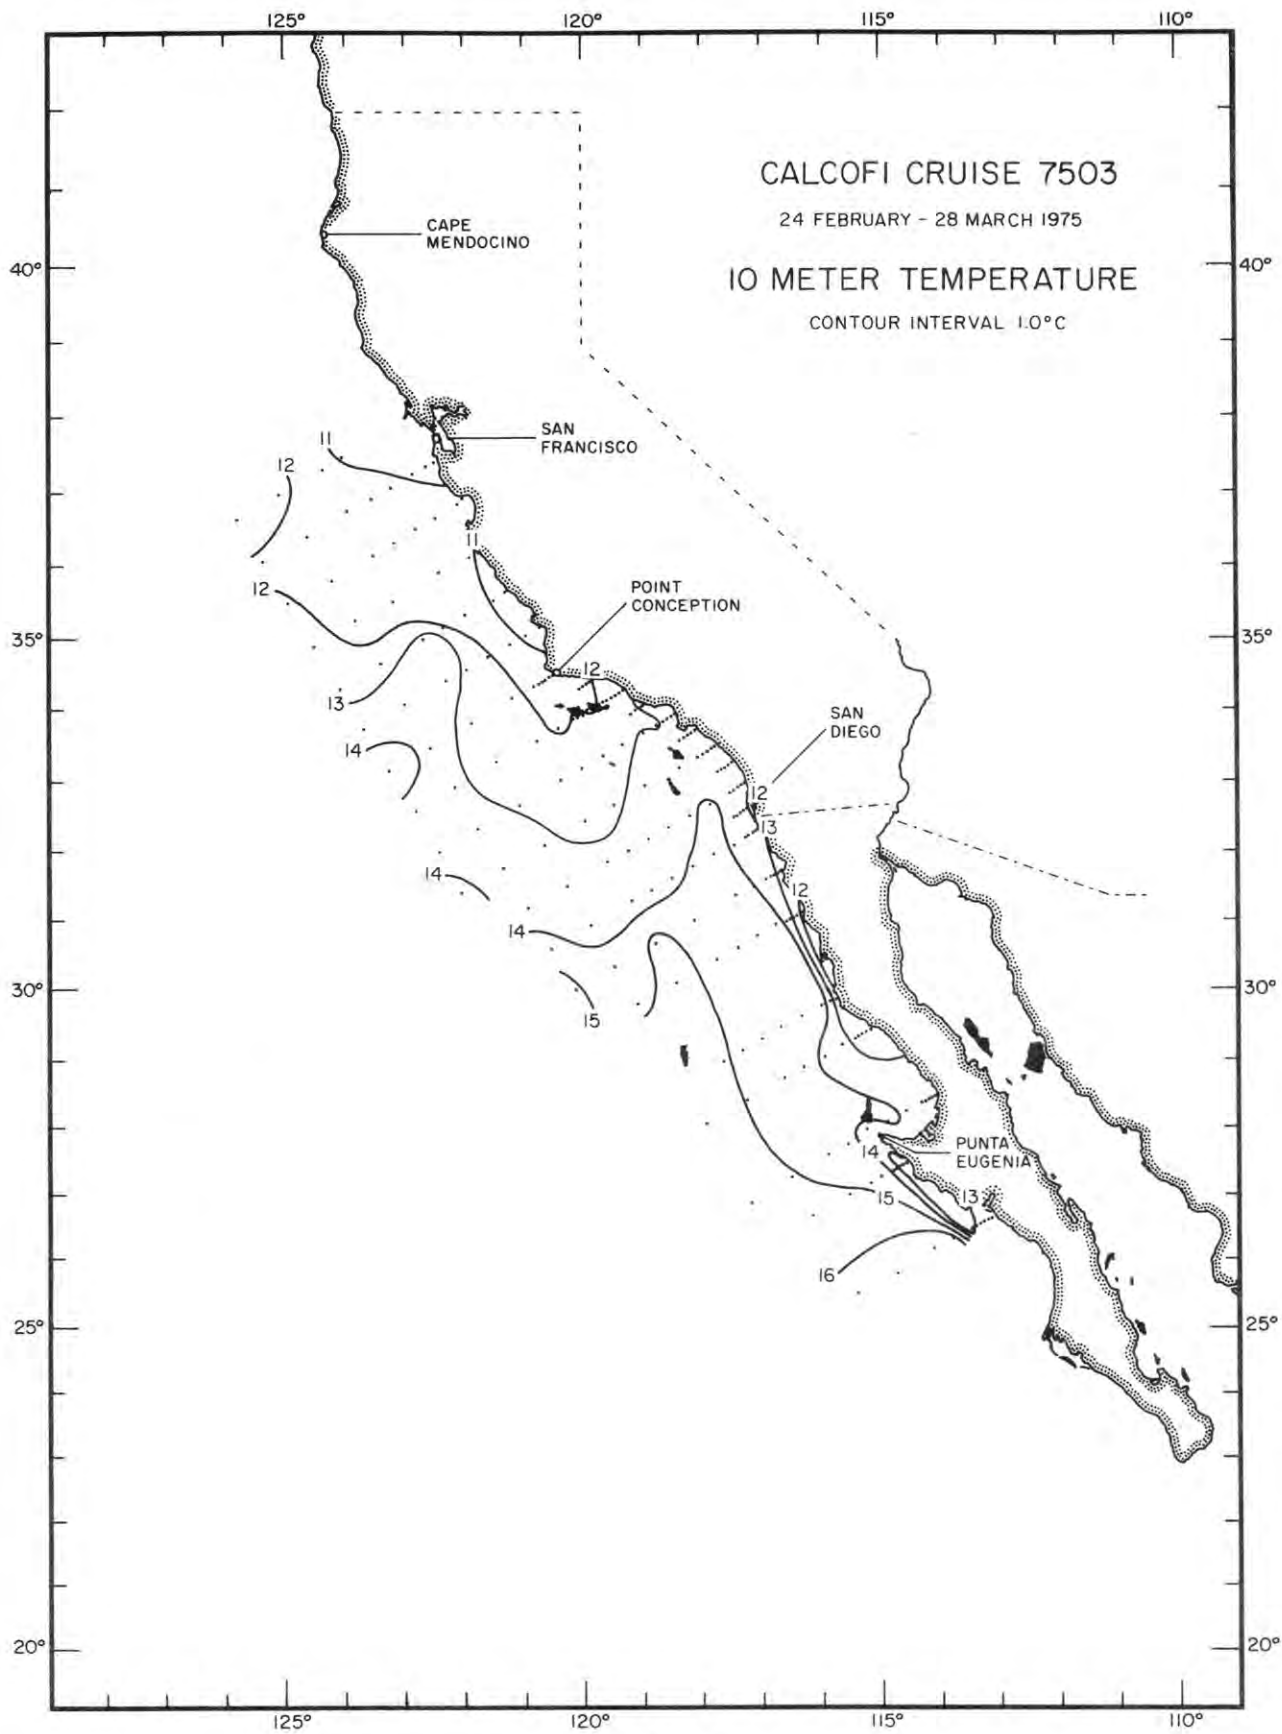 125°
120°
115°
110°
CALCOFI CRUISE 7503
24 FEBRUARY - 28 MARCH 1975
10 METER TEMPERATURE
CONTOUR INTERVAL 1.0°C
CAPE
MENDOCINO
40°
40°
SAN
FRANCISCO
11
12
11
POINT
CONCEPTION
12
35°
35°
12
13
SAN
DIEGO
14
12
13
14
12
14
30°
30°
15
PUNTA
EUGENIA
14
15
13
16
25°
25°
20°
20°
125°
120°
115°
110°